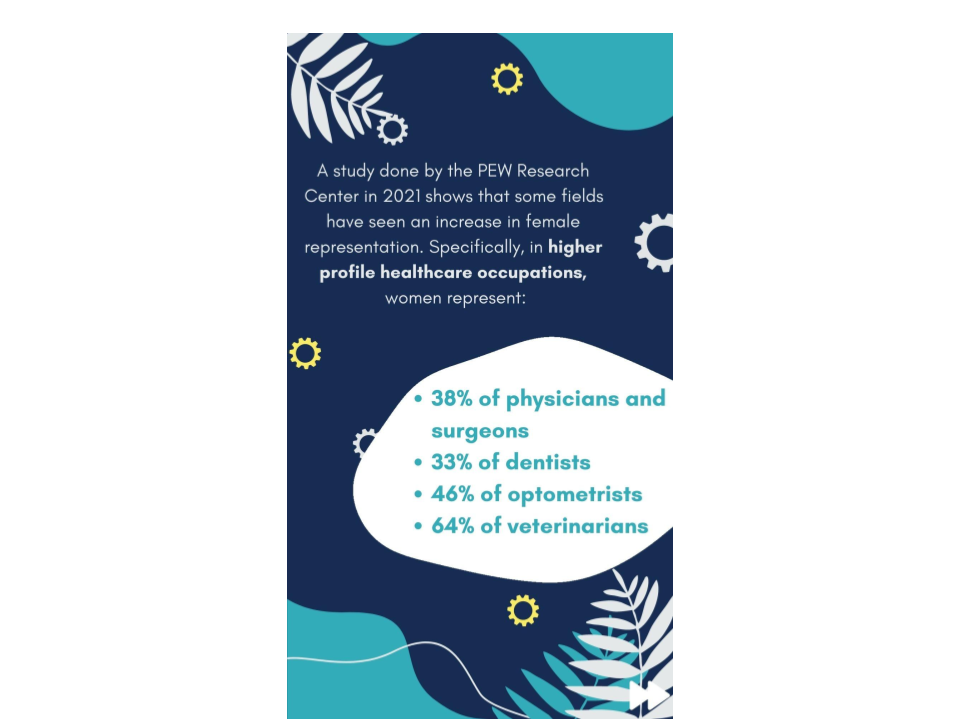 A study done by the PEW Research
Center in 2021 shows that some fields
have seen an increase in female
representation. Specifically, in higher
profile healthcare occupations,
women represent:
• 38% of physicians and
surgeons
• 33% of dentists
• 46% of optometrists
• 64% of veterinarians